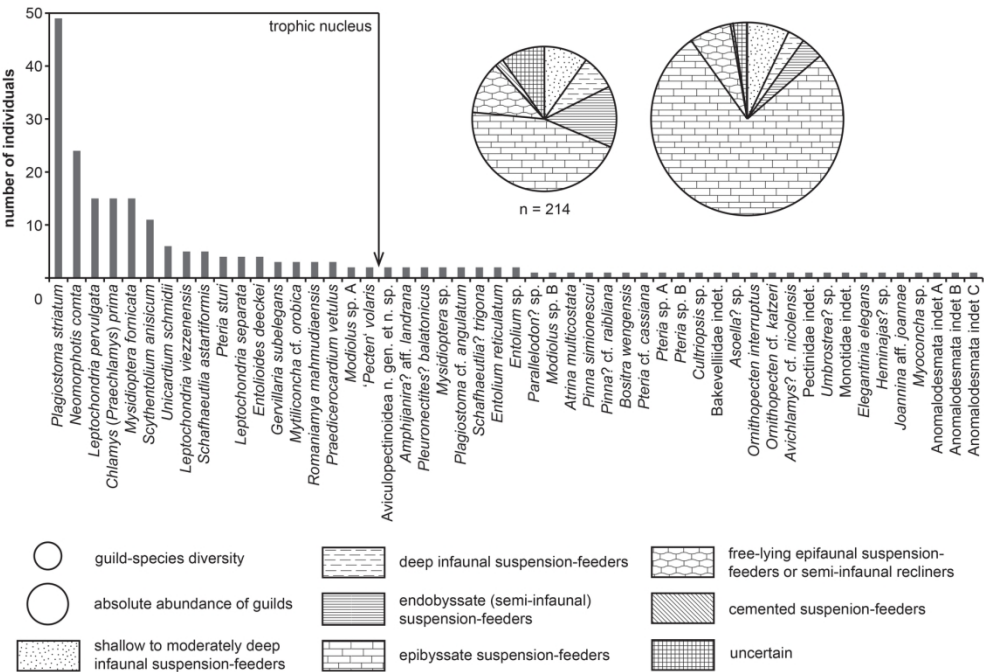 50
40
30
20
10
0
number of individuals
trophic nucleus
n = 214
Plagiostoma striatum
Neomorphotis comta
Leptochondria pervulgata
Chlamys (Praechlamys) prima
Mysidioptera fornicata
Scythentolium anisicum
Unicardium schmidii
Leptochondria viezzenensis
Schafhaeutlia astartiformis
Pteria sturi
Leptochondria separata
Entolioides deeckei
Gervillaria subelegans
Mytiliconcha cf. orobica
Romaniamya mahmudiaensis
Praedicerocardium vetulus
Modiolus sp. A
'Pecten' volaris
Aviculopectinoidea n. gen. et n. sp.
Amphijanira? aff. landrana
Pleuronectites? balatonicus
Mysidioptera sp.
Plagiostoma cf. angulatum
Schafhaeutlia? trigona
Entolium reticulatum
Entolium sp.
Parallelodon? sp.
Modiolus sp. B
Atrina multicostata
Pinna simionescui
Pinna? cf. raibliana
Bositra wengensis
Pteria cf. cassiana
Pteria sp. A
Pteria sp. B
Cultriopsis sp.
Bakevelliidae indet.
Asoella? sp.
Ornithopecten interruptus
Ornithopecten cf. katzeri
Avichlamys? cf. nicolensis
Pectinidae indet.
Umbrostrea? sp.
Monotidae indet.
Elegantinia elegans
Heminajas? sp.
Joannina aff. joannae
Myoconcha sp.
Anomalodesmata indet A
Anomalodesmata indet B
Anomalodesmata indet C
guild-species diversity
absolute abundance of guilds
shallow to moderately deep
infaunal suspension-feeders
deep infaunal suspension-feeders
endobyssate (semi-infaunal)
suspension-feeders
epibyssate suspension-feeders
free-lying epifaunal suspension-
feeders or semi-infaunal recliners
cemented suspenion-feeders
uncertain